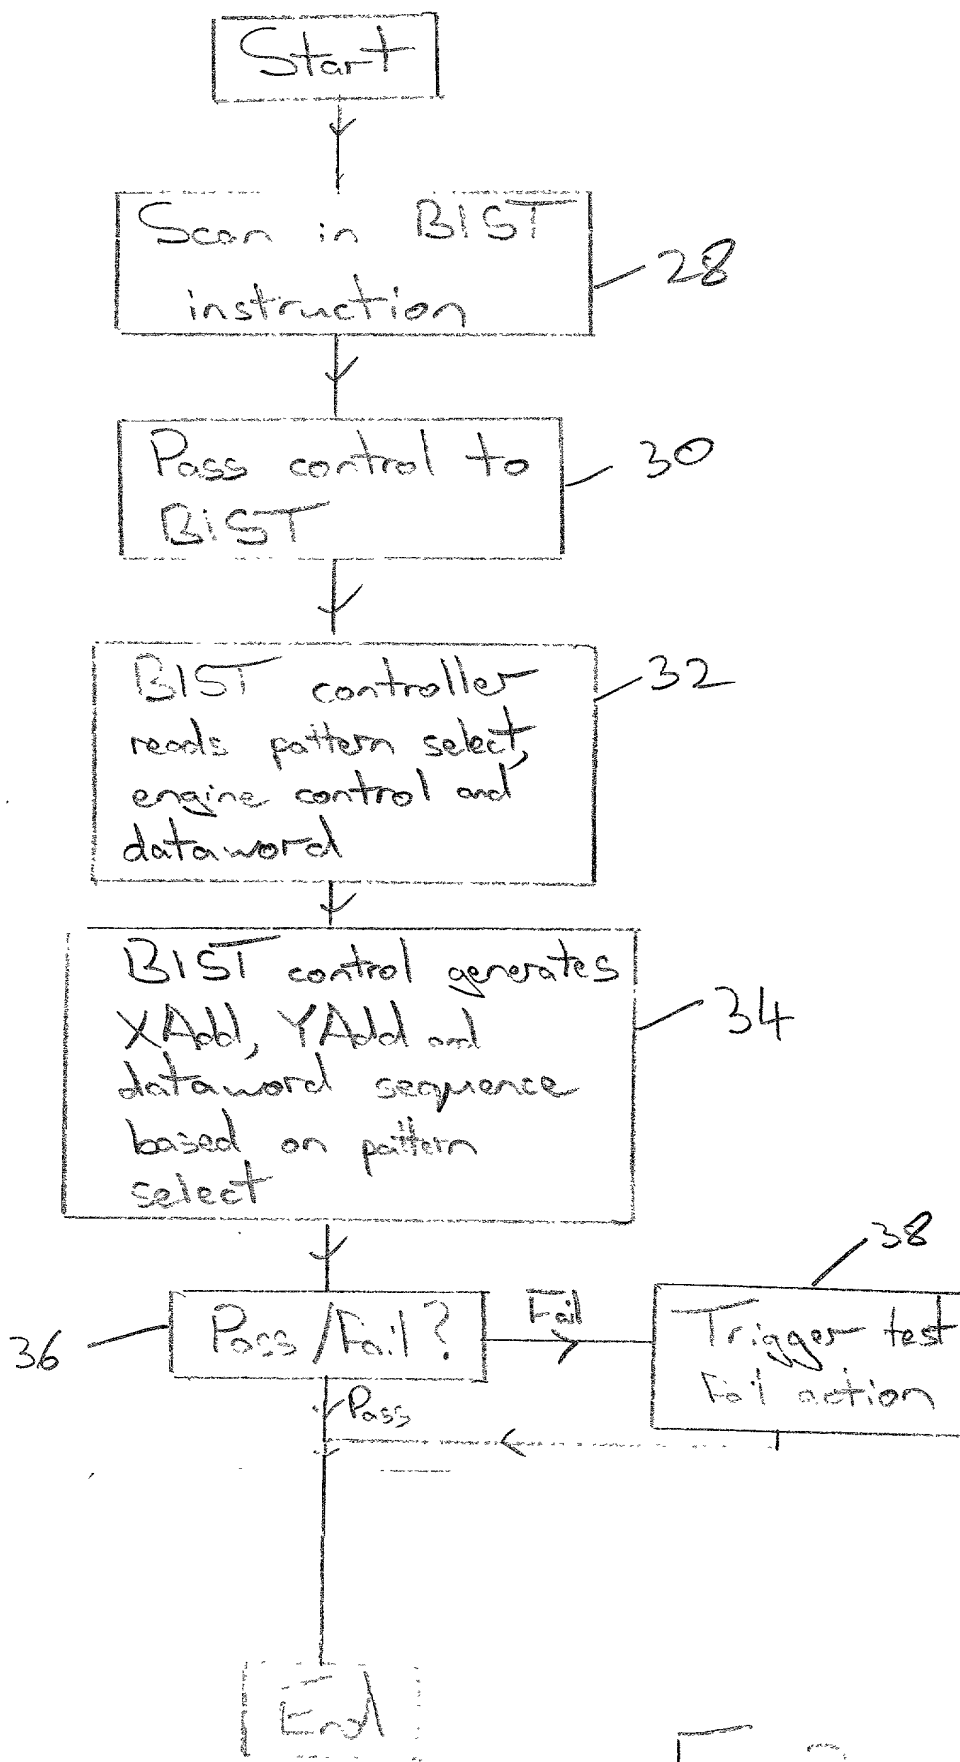 Start
Scan in BIST
instruction
28
Pass control to
BIST
30
BIST controller
reads pattern select,
engine control and
dataword
32
BIST control generates
XAdd, YAdd and
dataword sequence
based on pattern
select
34
36
Pass/Fail?
Fail
38
Trigger test
Fail action
Pass
End